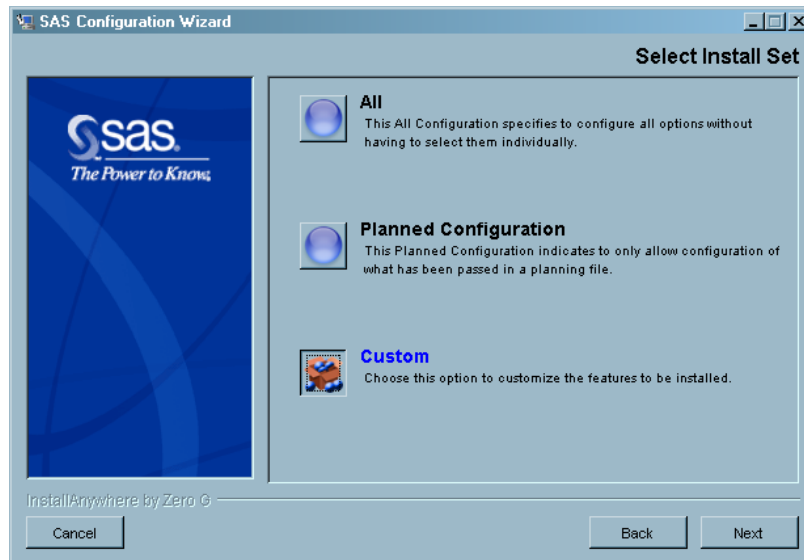 SAS Configuration Wizard
Select Install Set
sas.
The Power to Know.
All
This All Configuration specifies to configure all options without
having to select them individually.
Planned Configuration
This Planned Configuration indicates to only allow configuration of
what has been passed in a planning file.
Custom
Choose this option to customize the features to be installed.
InstallAnywhere by Zero G
Cancel
Back
Next